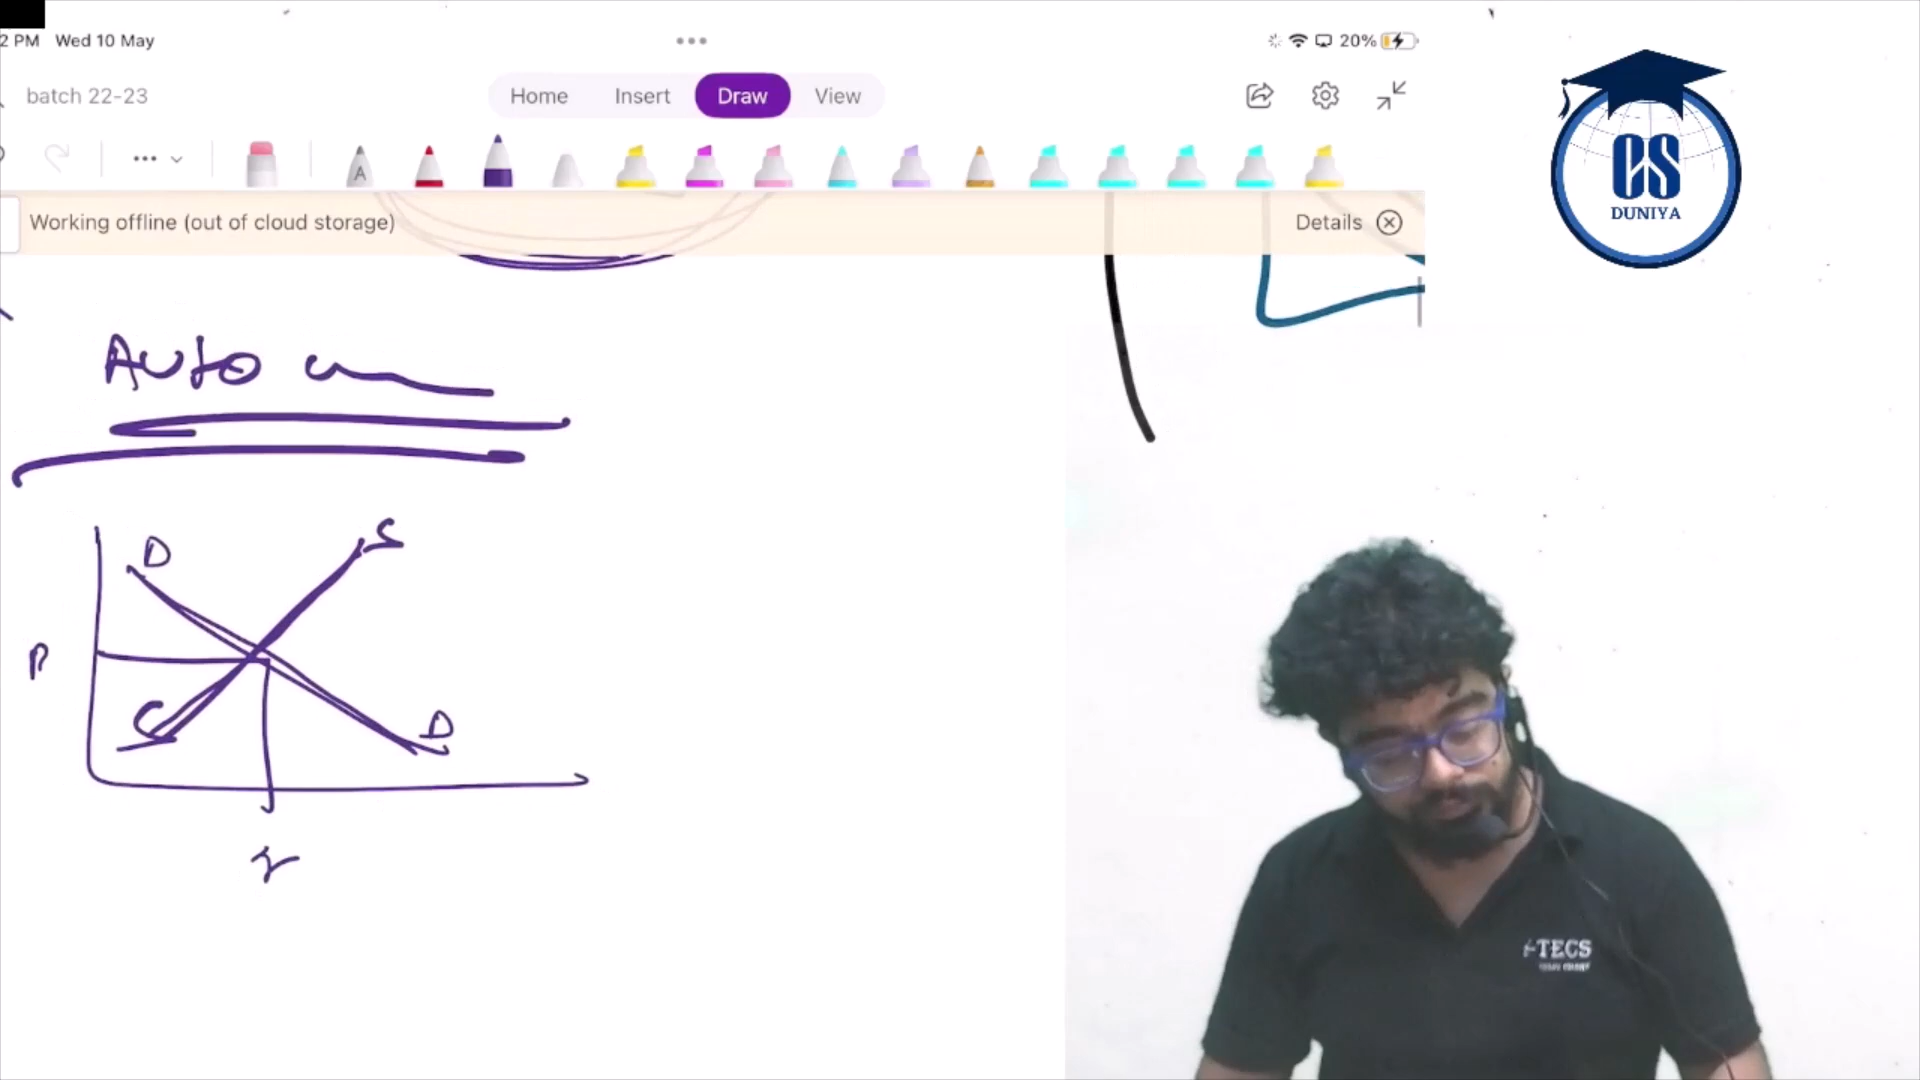 2 PM Wed 10 May
20%
batch 22-23
Home Insert Draw View
A
Working offline (out of cloud storage) Details
CS
DUNIYA
Auto
D S
P
D
i-TECS